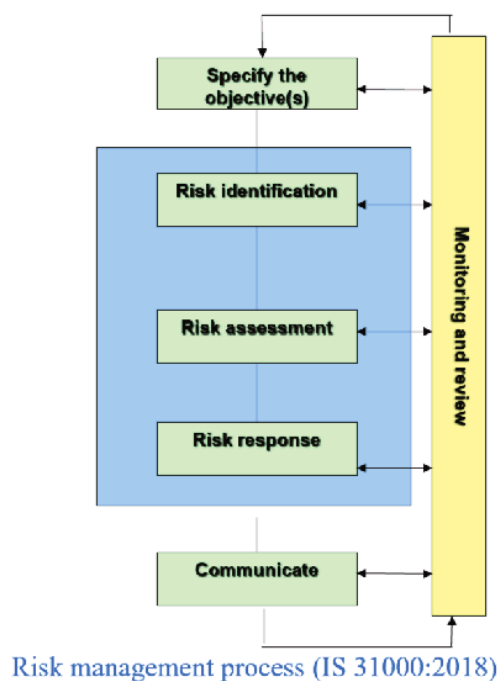 Specify the
objective(s)
Risk identification
Risk assessment
Risk response
Communicate
Monitoring and review
Risk management process (IS 31000:2018)